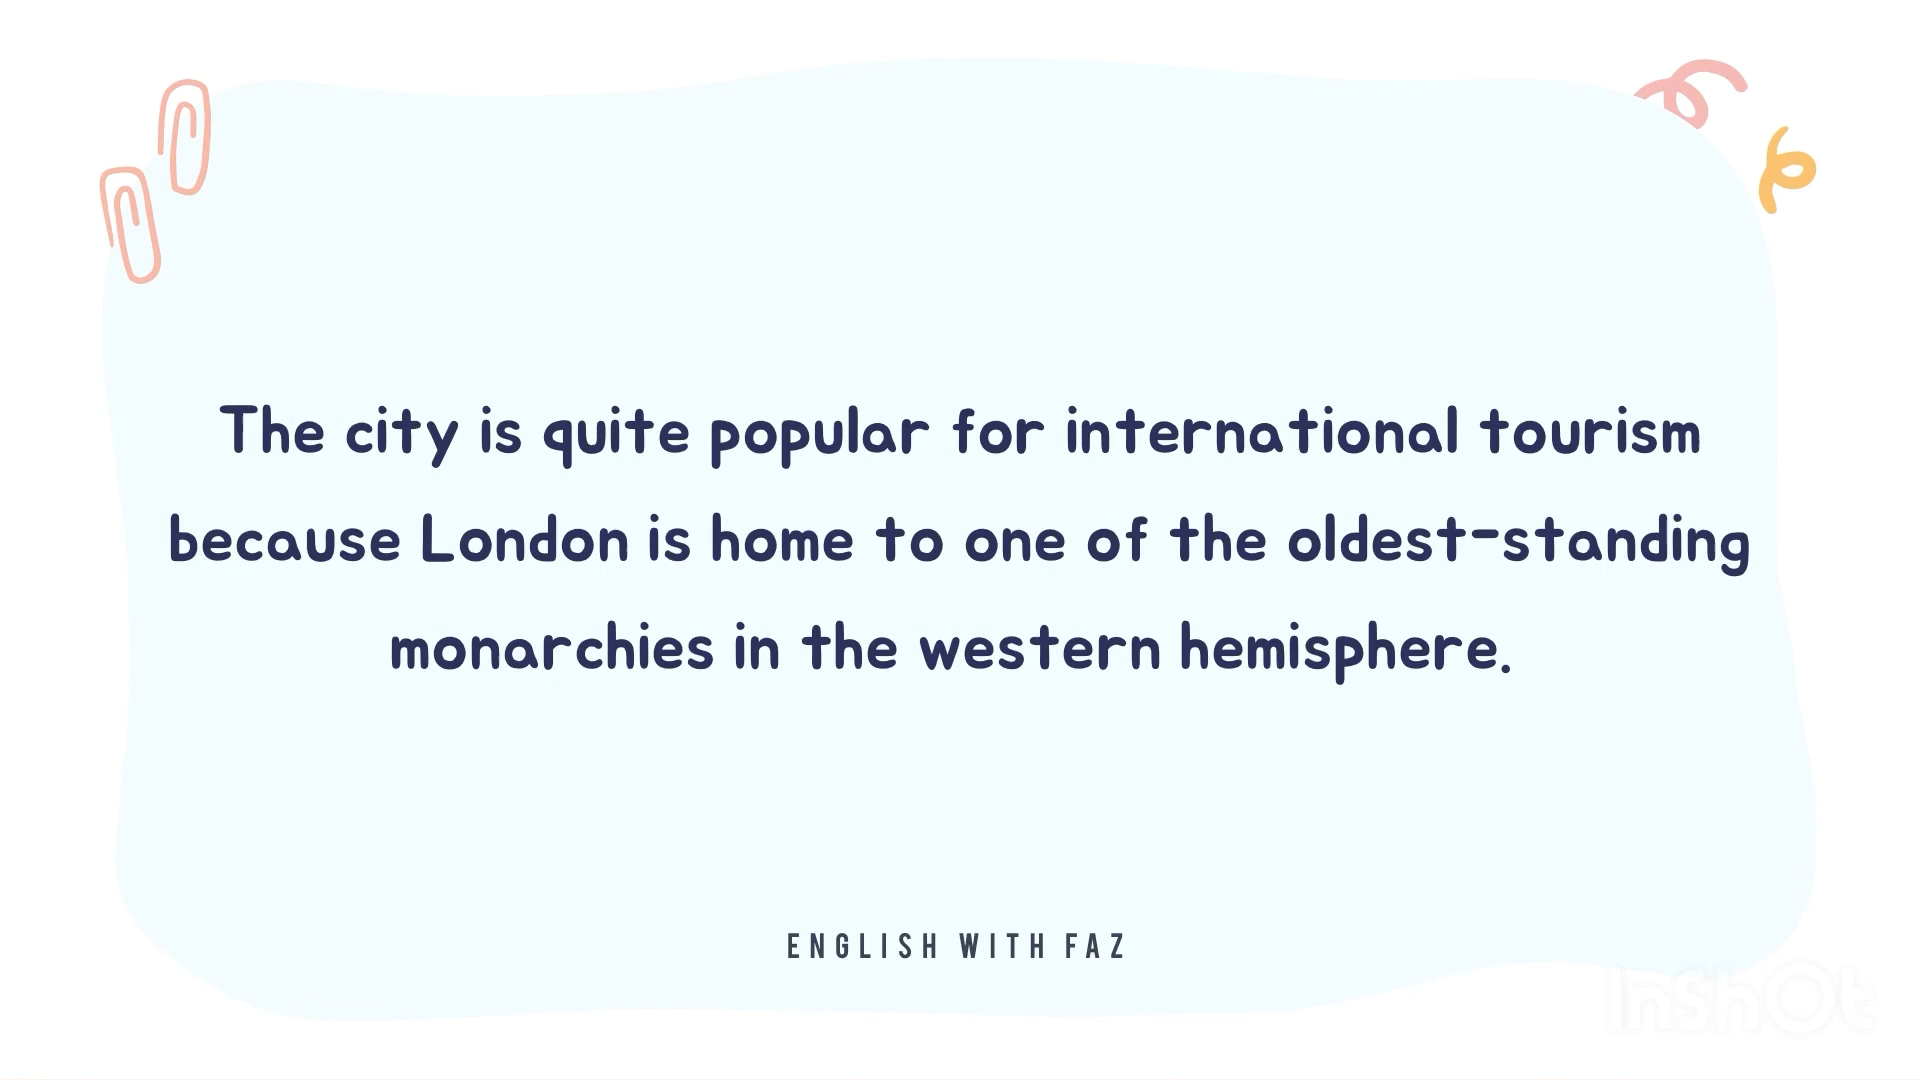 The city is quite popular for international tourism
because London is home to one of the oldest-standing
monarchies in the western hemisphere.
ENGLISH WITH FAZ
InShOt